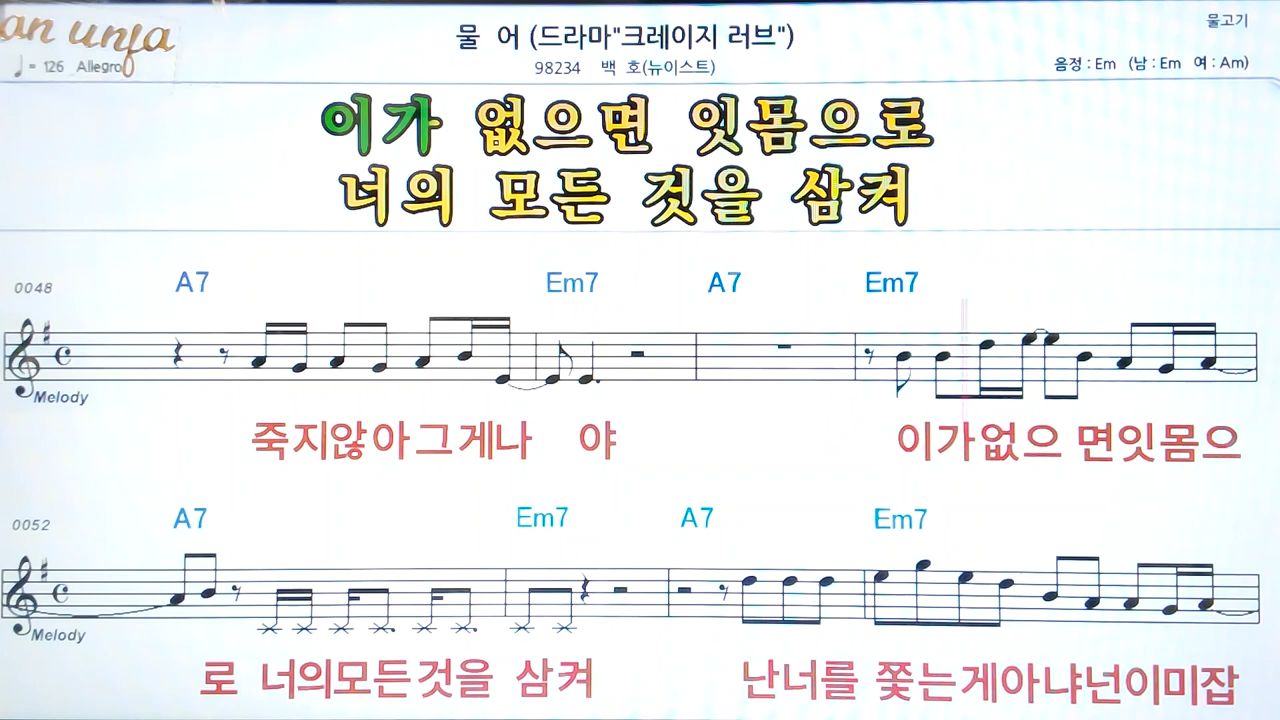 an unja
물고기
물 어 (드라마"크레이지 러브")
♩ = 126 Allegro
98234 백 호(뉴이스트)
음정 : Em (남 : Em 여 : Am)
이가 없으면 잇몸으로
너의 모든 것을 삼켜
0048 A7 Em7 A7 Em7
Melody
죽지않아그게나 야 이가없으 면잇몸으
0052 A7 Em7 A7 Em7
Melody
로 너의모든것을 삼켜 난너를 쫓는게아냐넌이미잡